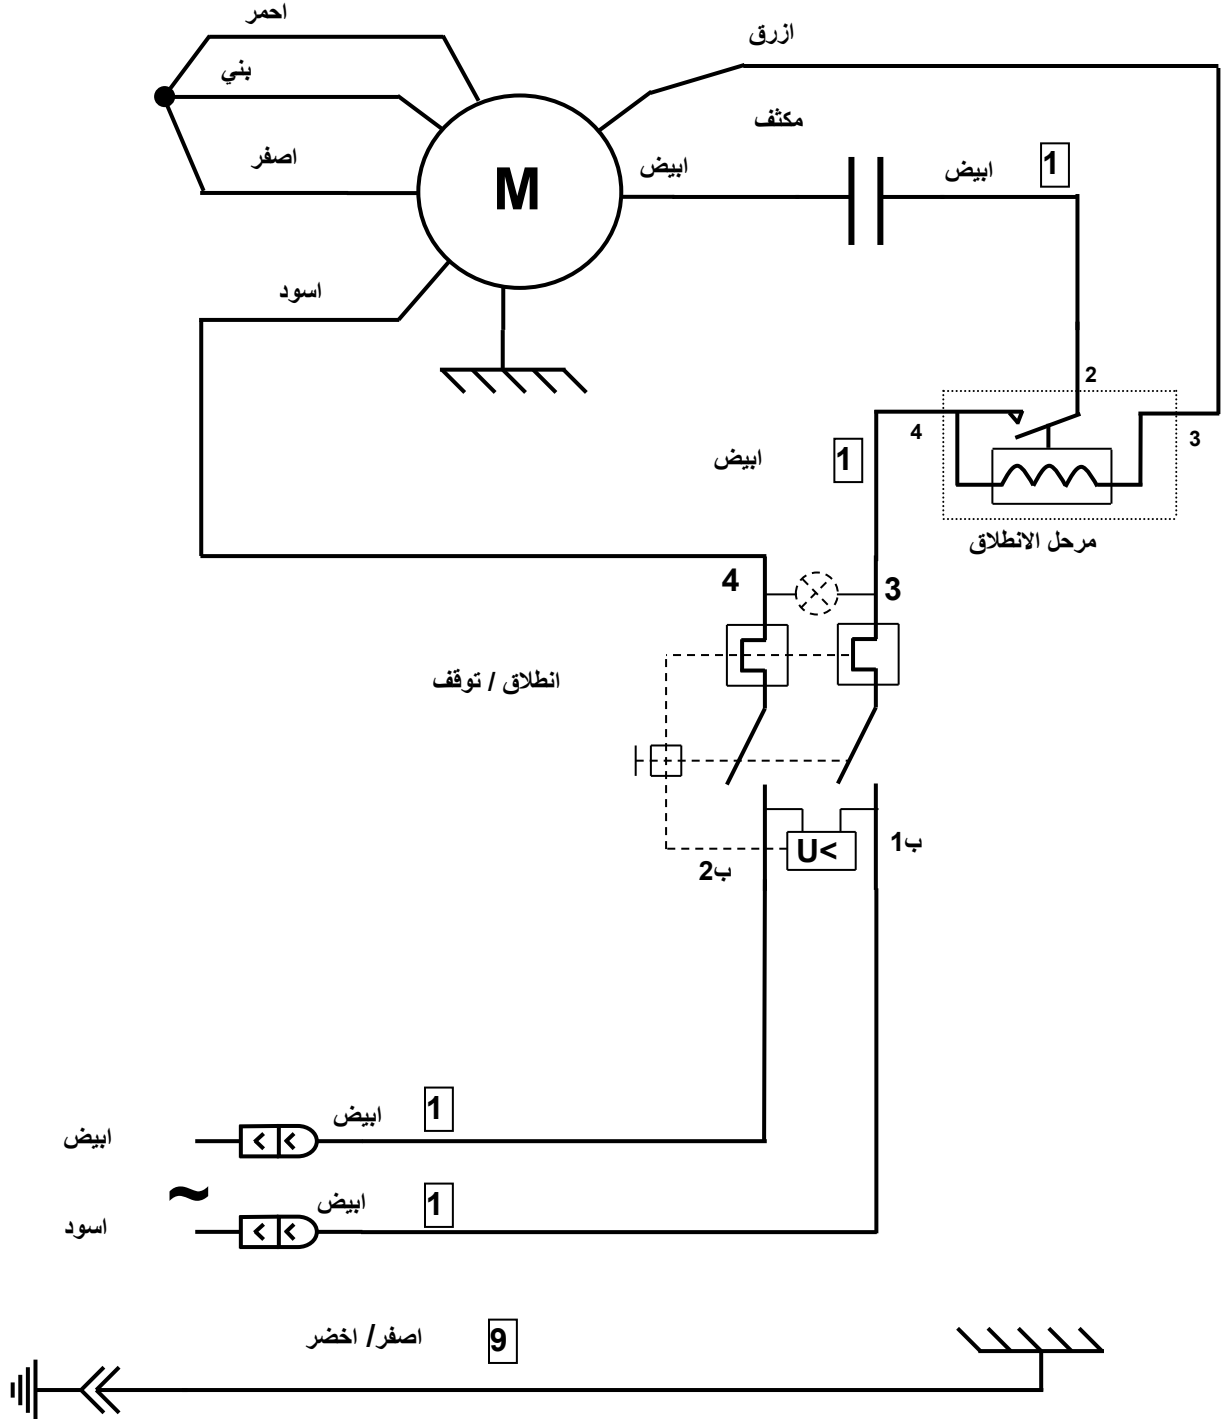 احمر
ازرق
بني
مكثف
اصفر
M
ابيض
ابيض
1
اسود
2
4
3
ابيض
1
مرحل الانطلاق
4
3
انطلاق / توقف
U<
ب1
ب2
ابيض
1
ابيض
~
ابيض
1
اسود
اصفر/ اخضر
9